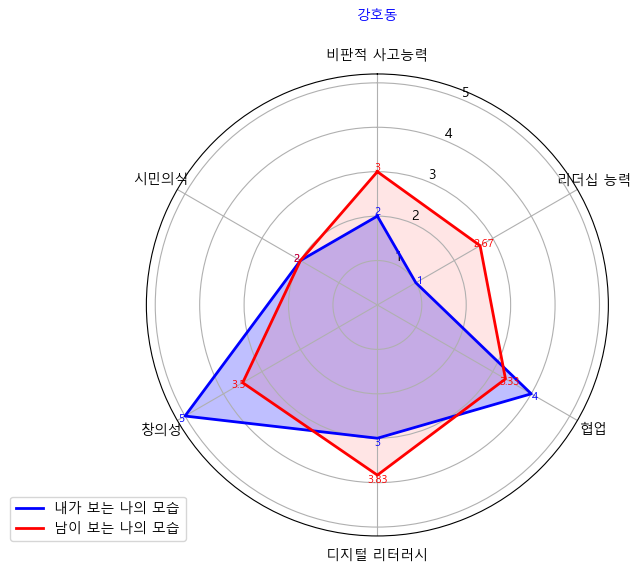 강호동
비판적 사고능력
5
4
시민의식
3
3
리더십 능력
2
2
2.67
2
1
1
3.33
3.5
4
5
창의성
협업
3
3.83
내가 보는 나의 모습
남이 보는 나의 모습
디지털 리터러시